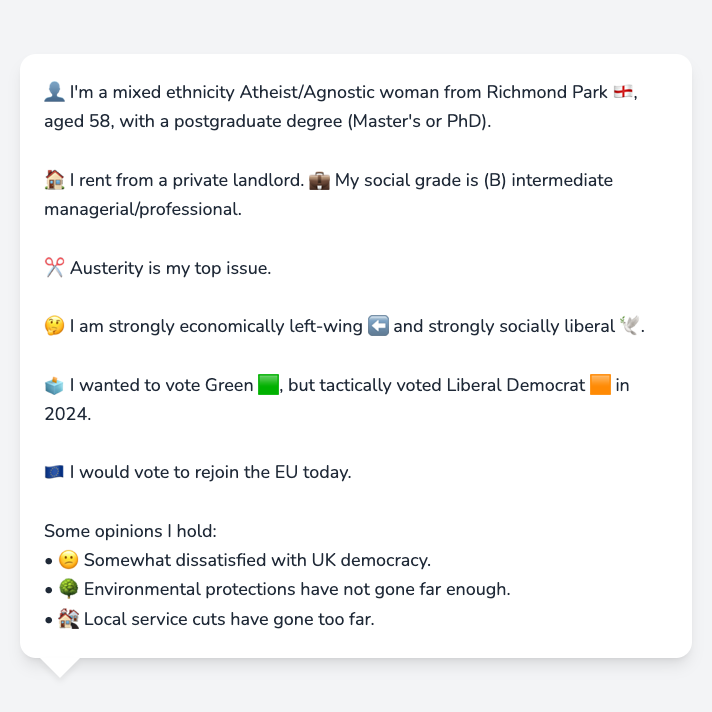 👤 I'm a mixed ethnicity Atheist/Agnostic woman from Richmond Park 🏴󠁧󠁢󠁥󠁮󠁧󠁿,
aged 58, with a postgraduate degree (Master's or PhD).
🏠 I rent from a private landlord. 💼 My social grade is (B) intermediate
managerial/professional.
✂️ Austerity is my top issue.
🤔 I am strongly economically left-wing ⬅️ and strongly socially liberal 🕊️.
🗳️ I wanted to vote Green 🟩, but tactically voted Liberal Democrat 🟧 in
2024.
🇪🇺 I would vote to rejoin the EU today.
Some opinions I hold:
• 🙁 Somewhat dissatisfied with UK democracy.
• 🌳 Environmental protections have not gone far enough.
• 🏚️ Local service cuts have gone too far.